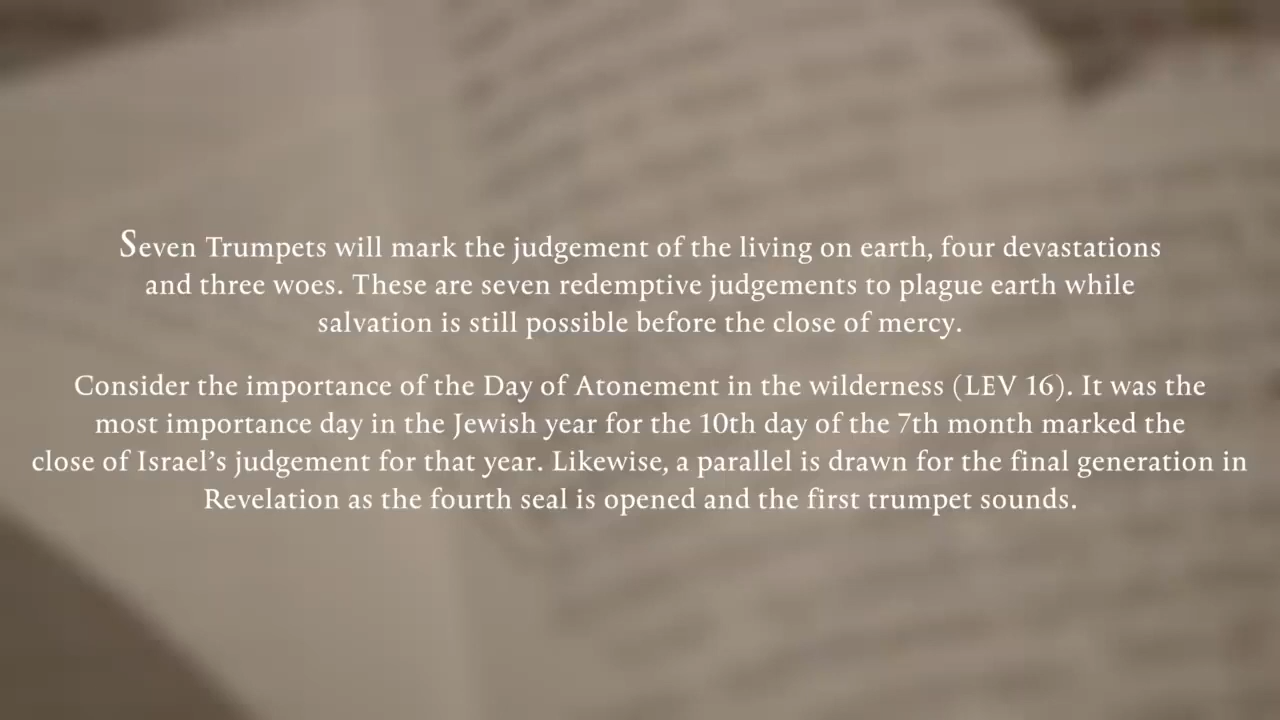 Seven Trumpets will mark the judgement of the living on earth, four devastations
and three woes. These are seven redemptive judgements to plague earth while
salvation is still possible before the close of mercy.
Consider the importance of the Day of Atonement in the wilderness (LEV 16). It was the
most importance day in the Jewish year for the 10th day of the 7th month marked the
close of Israel's judgement for that year. Likewise, a parallel is drawn for the final generation in
Revelation as the fourth seal is opened and the first trumpet sounds.